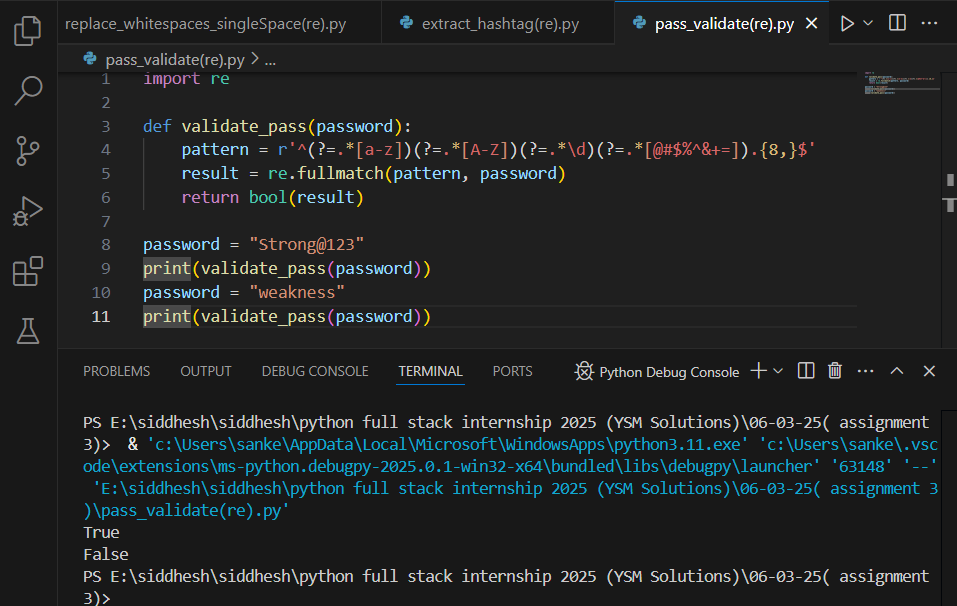 replace_whitespaces_singleSpace(re).py extract_hashtag(re).py pass_validate(re).py
pass_validate(re).py > ...
1 import re
2
3 def validate_pass(password):
4 pattern = r'^(?=.*[a-z])(?=.*[A-Z])(?=.*\d)(?=.*[@#$%^&+=]).{8,}$'
5 result = re.fullmatch(pattern, password)
6 return bool(result)
7
8 password = "Strong@123"
9 print(validate_pass(password))
10 password = "weakness"
11 print(validate_pass(password))
PROBLEMS OUTPUT DEBUG CONSOLE TERMINAL PORTS Python Debug Console
PS E:\siddhesh\siddhesh\python full stack internship 2025 (YSM Solutions)\06-03-25( assignment
3)> & 'c:\Users\sanke\AppData\Local\Microsoft\WindowsApps\python3.11.exe' 'c:\Users\sanke\.vsc
ode\extensions\ms-python.debugpy-2025.0.1-win32-x64\bundled\libs\debugpy\launcher' '63148' '--'
'E:\siddhesh\siddhesh\python full stack internship 2025 (YSM Solutions)\06-03-25( assignment 3
)\pass_validate(re).py'
True
False
PS E:\siddhesh\siddhesh\python full stack internship 2025 (YSM Solutions)\06-03-25( assignment
3)>